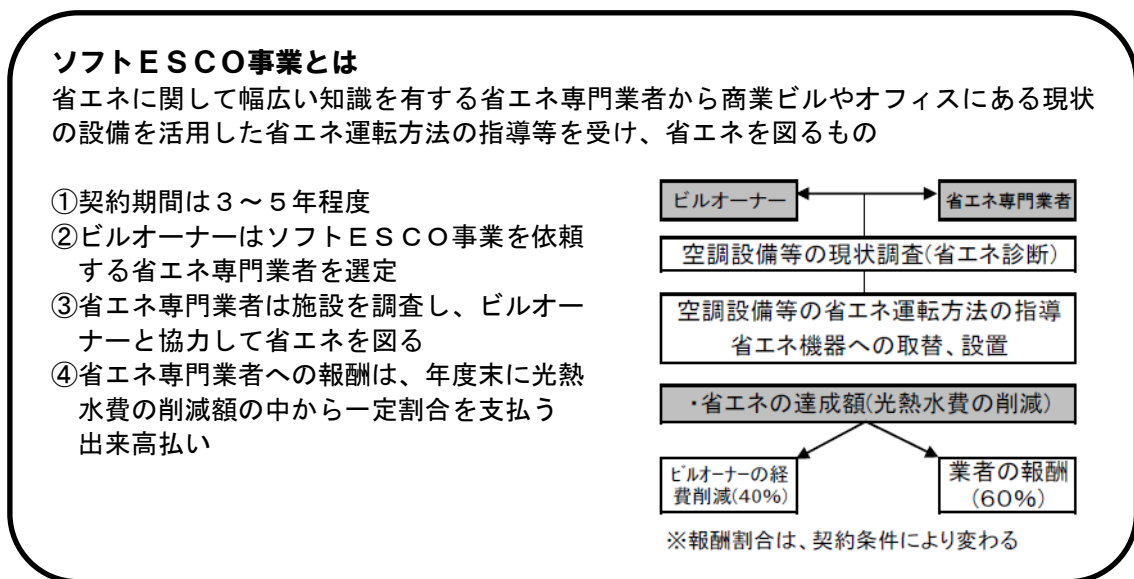 ソフトESCO事業とは
省エネに関して幅広い知識を有する省エネ専門業者から商業ビルやオフィスにある現状
の設備を活用した省エネ運転方法の指導等を受け、省エネを図るもの
①契約期間は3～5年程度
②ビルオーナーはソフトESCO事業を依頼
する省エネ専門業者を選定
③省エネ専門業者は施設を調査し、ビルオー
ナーと協力して省エネを図る
④省エネ専門業者への報酬は、年度末に光熱
水費の削減額の中から一定割合を支払う
出来高払い
ビルオーナー
省エネ専門業者
空調設備等の現状調査(省エネ診断)
空調設備等の省エネ運転方法の指導
省エネ機器への取替、設置
・省エネの達成額(光熱水費の削減)
ビルオーナーの経
費削減(40%)
業者の報酬
(60%)
※報酬割合は、契約条件により変わる